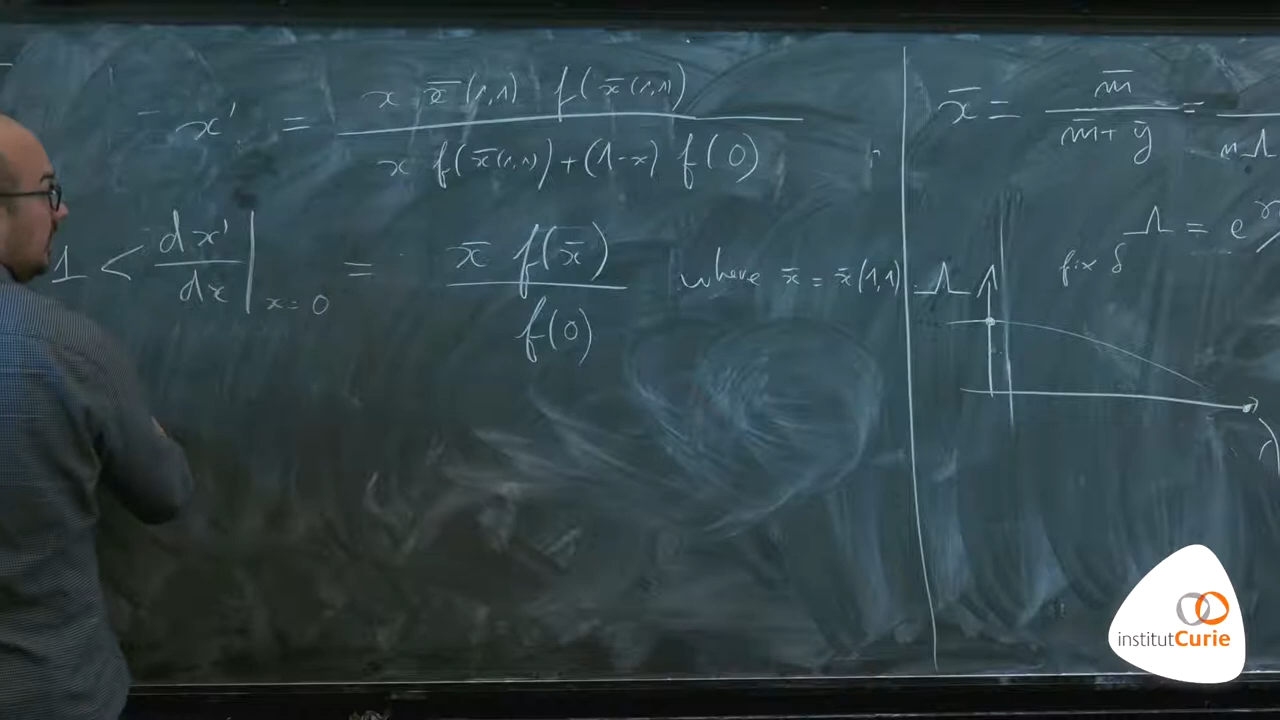 x' = x x̄(1,1) f(x̄(1,1)) / x f(x̄(1,1)) + (1-x) f(0)
1 < dx'/dx |x=0 = x̄ f(x̄) / f(0) where x̄ = x̄(1,1)
x̄ = m̄ / m̄ + ȳ =
Λ = e
fix δ
Λ
λ
institutCurie